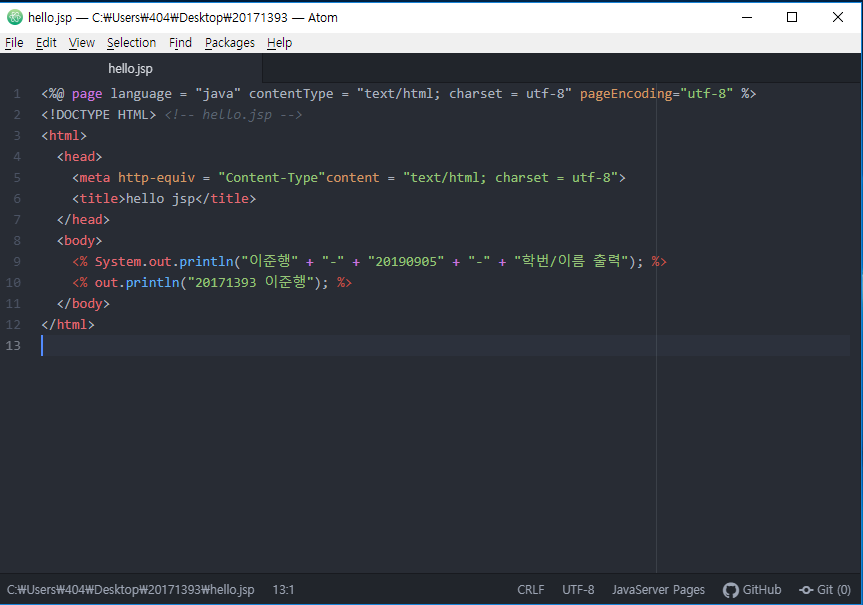 hello.jsp — C:₩Users₩404₩Desktop₩20171393 — Atom
File Edit View Selection Find Packages Help
hello.jsp
1 <%@ page language = "java" contentType = "text/html; charset = utf-8" pageEncoding="utf-8" %>
2 <!DOCTYPE HTML> <!-- hello.jsp -->
3 <html>
4 <head>
5 <meta http-equiv = "Content-Type"content = "text/html; charset = utf-8">
6 <title>hello jsp</title>
7 </head>
8 <body>
9 <% System.out.println("이준행" + "-" + "20190905" + "-" + "학번/이름 출력"); %>
10 <% out.println("20171393 이준행"); %>
11 </body>
12 </html>
13
C:₩Users₩404₩Desktop₩20171393₩hello.jsp 13:1 CRLF UTF-8 JavaServer Pages GitHub Git (0)